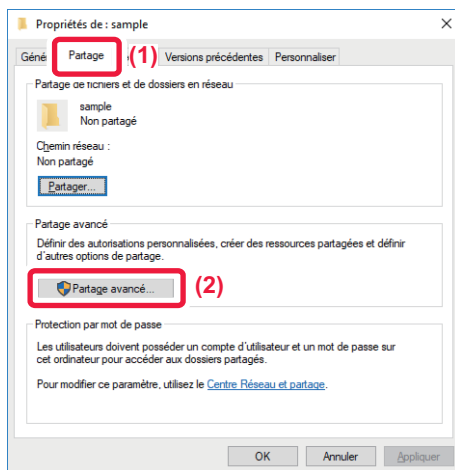 Propriétés de : sample
Partage
(1)
Versions précédentes
Personnaliser
Partage de fichiers et de dossiers en réseau
sample
Non partagé
Chemin réseau :
Non partagé
Partager...
Partage avancé
Définir des autorisations personnalisées, créer des ressources partagées et définir
d'autres options de partage.
Partage avancé...
(2)
Protection par mot de passe
Les utilisateurs doivent posséder un compte d'utilisateur et un mot de passe sur
cet ordinateur pour accéder aux dossiers partagés.
Pour modifier ce paramètre, utilisez le Centre Réseau et partage.
OK
Annuler
Appliquer